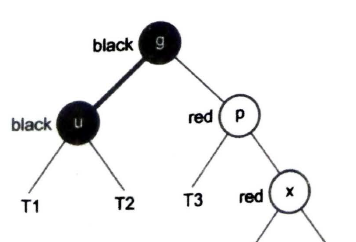 black g
black u
red p
T1 T2 T3 red x